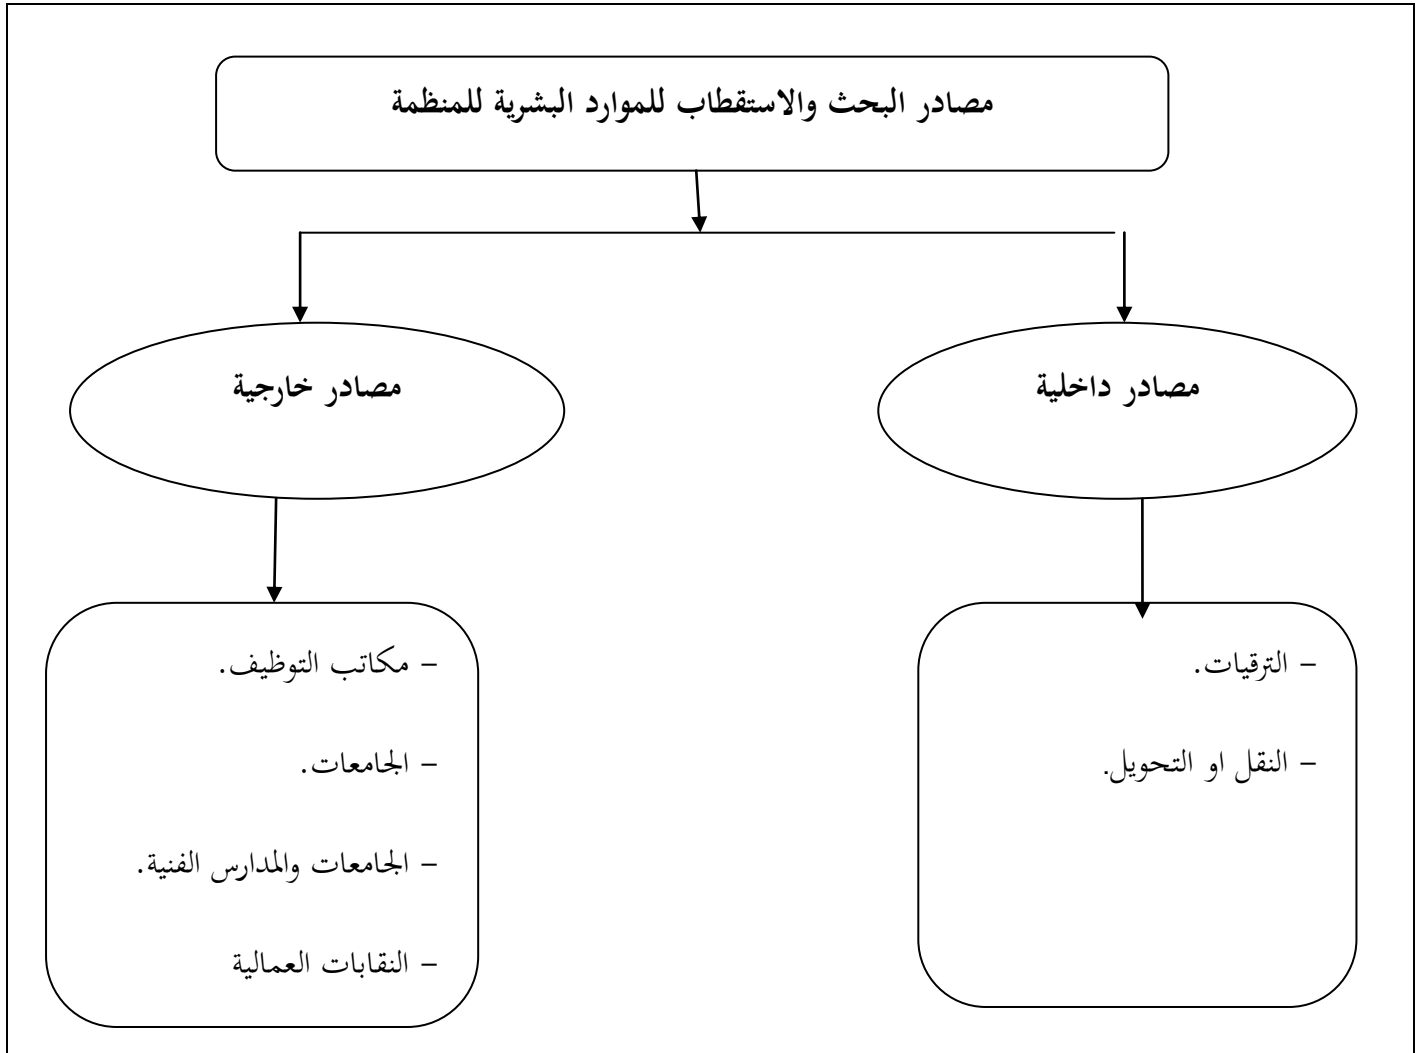 مصادر البحث والاستقطاب للموارد البشرية للمنظمة
مصادر داخلية
مصادر خارجية
– الترقيات.
– النقل او التحويل.
– مكاتب التوظيف.
– الجامعات.
– الجامعات والمدارس الفنية.
– النقابات العمالية